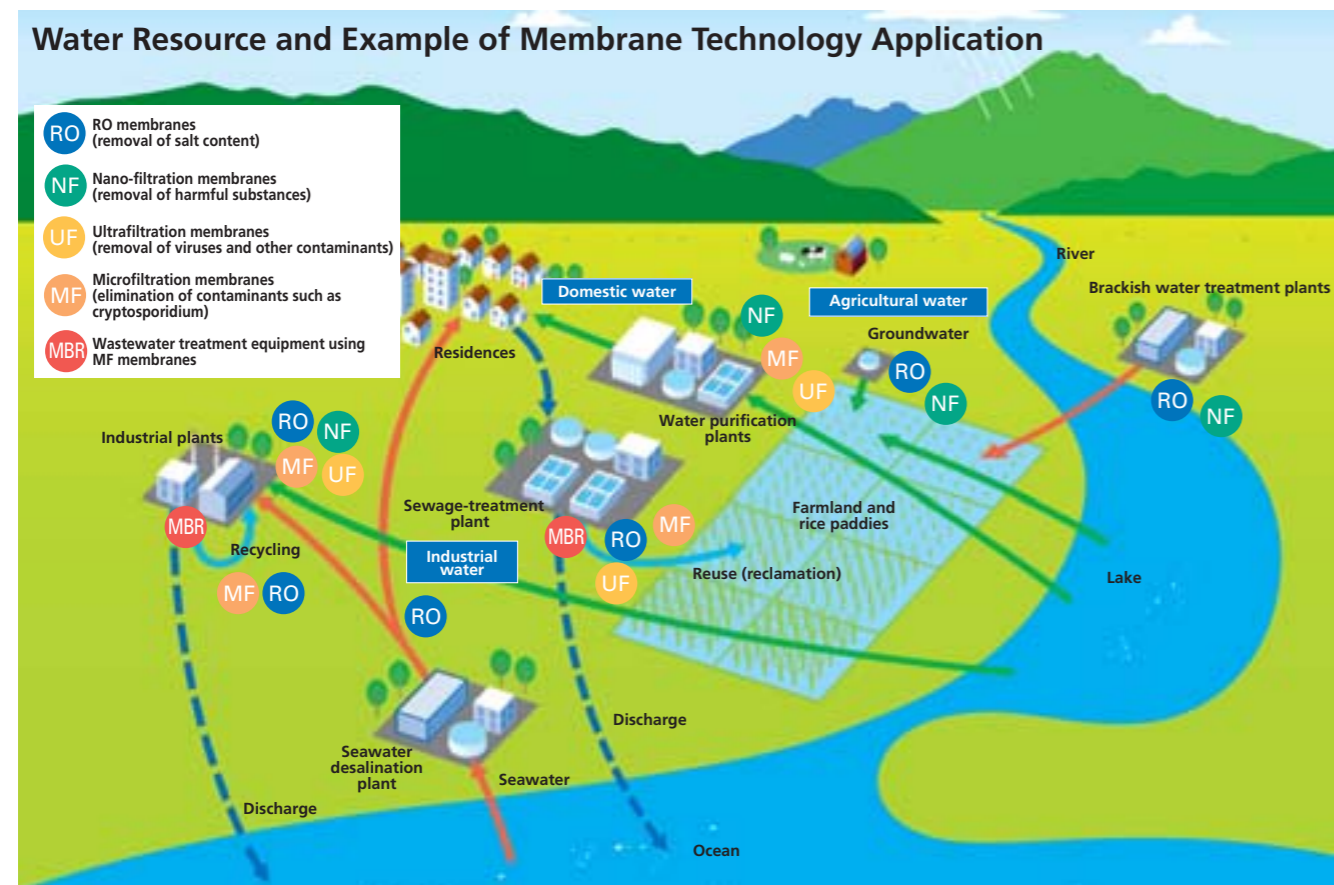 Water Resource and Example of Membrane Technology Application
RO
RO membranes
(removal of salt content)
NF
Nano-filtration membranes
(removal of harmful substances)
UF
Ultrafiltration membranes
(removal of viruses and other contaminants)
MF
Microfiltration membranes
(elimination of contaminants such as
cryptosporidium)
MBR
Wastewater treatment equipment using
MF membranes
River
Brackish water treatment plants
RO
NF
Domestic water
Agricultural water
Groundwater
RO
NF
NF
MF
UF
Water purification
plants
Residences
Industrial plants
RO
NF
MF
UF
MBR
Recycling
MF
RO
Sewage-treatment
plant
MBR
RO
MF
UF
Reuse (reclamation)
Farmland and
rice paddies
Lake
Industrial
water
RO
Seawater
desalination
plant
Seawater
Discharge
Discharge
Ocean